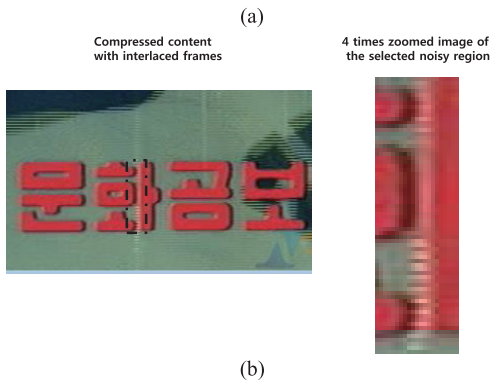 (a)
Compressed content
with interlaced frames
4 times zoomed image of
the selected noisy region
문화공보
(b)